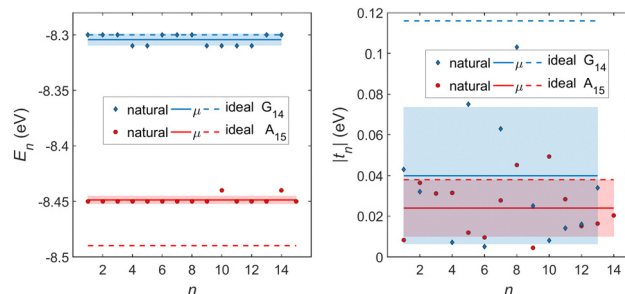 -8.3
-8.35
-8.4
-8.45
-8.5
E_n (eV)
natural μ ideal G_14
natural μ ideal A_15
2 4 6 8 10 12 14
n
0.12
0.1
0.08
0.06
0.04
0.02
0
|t_n| (eV)
natural μ ideal G_14
natural μ ideal A_15
2 4 6 8 10 12 14
n